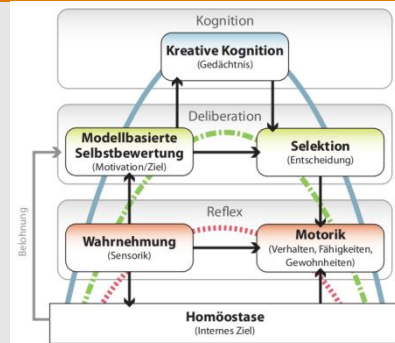 Kognition
Kreative Kognition
(Gedächtnis)
Deliberation
Modellbasierte
Selbstbewertung
(Motivation/Ziel)
Selektion
(Entscheidung)
Belohnung
Reflex
Wahrnehmung
(Sensorik)
Motorik
(Verhalten, Fähigkeiten,
Gewohnheiten)
Homöostase
(Internes Ziel)